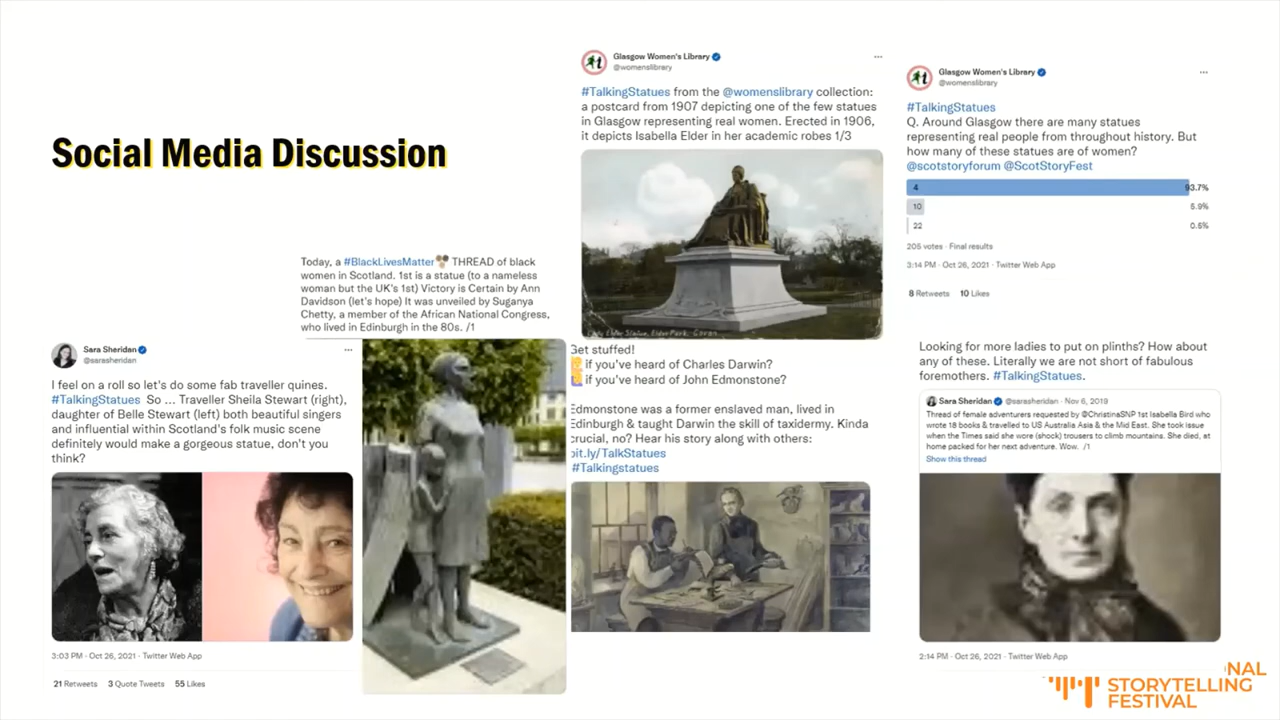 Social Media Discussion
Today, a #BlackLivesMatter THREAD of black
women in Scotland. 1st is a statue (to a nameless
woman but the UK's 1st) Victory is Certain by Ann
Davidson (let's hope) It was unveiled by Suganya
Chetty, a member of the African National Congress,
who lived in Edinburgh in the 80s. /1
Sara Sheridan
@sarasheridan
I feel on a roll so let's do some fab traveller quines.
#TalkingStatues So ... Traveller Sheila Stewart (right),
daughter of Belle Stewart (left) both beautiful singers
and influential within Scotland's folk music scene
definitely would make a gorgeous statue, don't you
think?
3:03 PM · Oct 26, 2021 · Twitter Web App
21 Retweets 3 Quote Tweets 55 Likes
Glasgow Women's Library
@womenslibrary
#TalkingStatues from the @womenslibrary collection:
a postcard from 1907 depicting one of the few statues
in Glasgow representing real women. Erected in 1906,
it depicts Isabella Elder in her academic robes 1/3
Elder Statue, Elder Park, Govan
Get stuffed!
if you've heard of Charles Darwin?
if you've heard of John Edmonstone?
Edmonstone was a former enslaved man, lived in
Edinburgh & taught Darwin the skill of taxidermy. Kinda
crucial, no? Hear his story along with others:
bit.ly/TalkStatues
#Talkingstatues
Glasgow Women's Library
@womenslibrary
#TalkingStatues
Q. Around Glasgow there are many statues
representing real people from throughout history. But
how many of these statues are of women?
@scotstoryforum @ScotStoryFest
4 93.7%
10 5.9%
22 0.5%
205 votes · Final results
3:14 PM · Oct 26, 2021 · Twitter Web App
8 Retweets 10 Likes
Looking for more ladies to put on plinths? How about
any of these. Literally we are not short of fabulous
foremothers. #TalkingStatues.
Sara Sheridan @sarasheridan · Nov 6, 2019
Thread of female adventurers requested by @ChristinaSNP 1st Isabella Bird who
wrote 18 books & travelled to US Australia Asia & the Mid East. She took issue
when the Times said she wore (shock) trousers to climb mountains. She died, at
home packed for her next adventure. Wow. /1
Show this thread
2:14 PM · Oct 26, 2021 · Twitter Web App
NAL
STORYTELLING
FESTIVAL